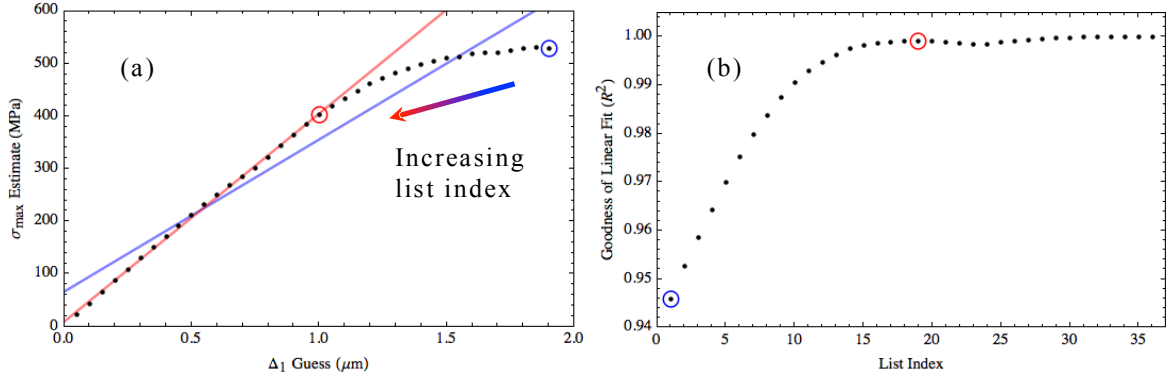 (a)
Increasing
list index
σmax Estimate (MPa)
600
500
400
300
200
100
0
0.0 0.5 1.0 1.5 2.0
Δ1 Guess (μm)
(b)
Goodness of Linear Fit (R²)
1.00
0.99
0.98
0.97
0.96
0.95
0.94
0 5 10 15 20 25 30 35
List Index